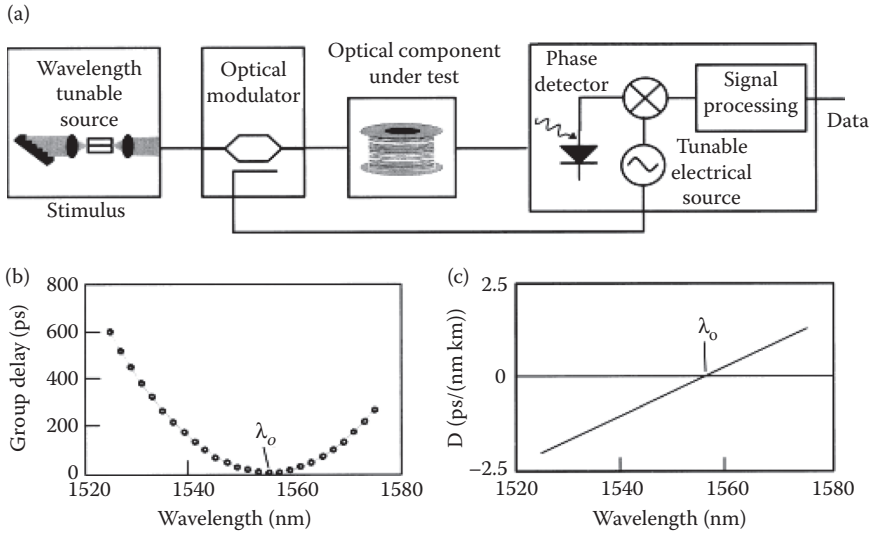 (a)
Wavelength
tunable
source
Stimulus
Optical
modulator
Optical component
under test
Phase
detector
Signal
processing
Data
Tunable
electrical
source
(b)
800
600
400
200
0
Group delay (ps)
λo
1520
1540
1560
1580
Wavelength (nm)
(c)
2.5
0
−2.5
D (ps/(nm km))
λo
1520
1540
1560
1580
Wavelength (nm)